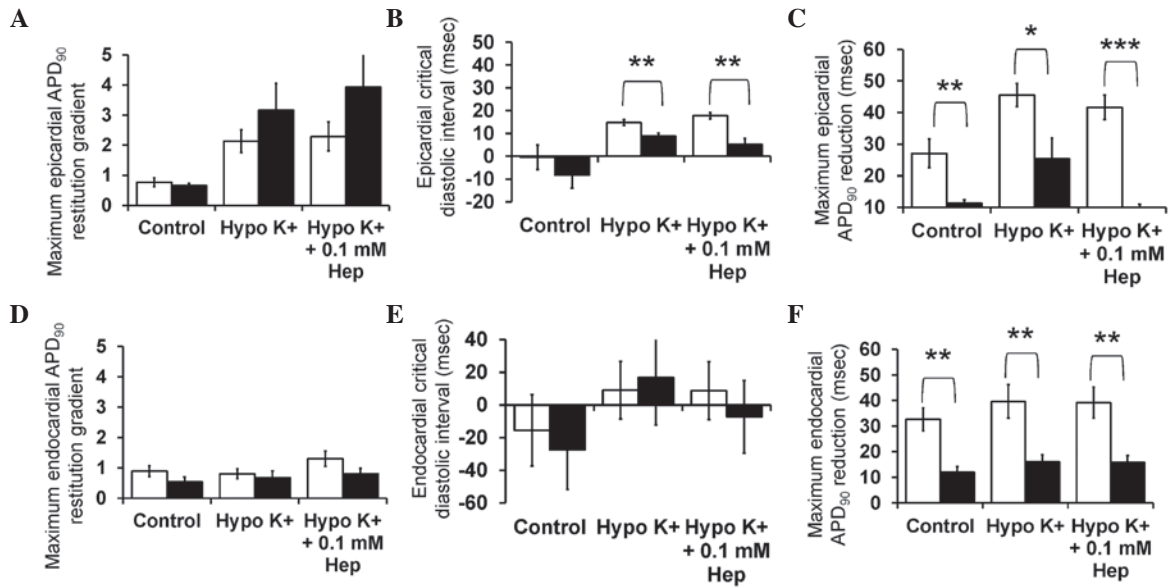 A
Maximum epicardial APD90
restitution gradient
5
4
3
2
1
0
Control
Hypo K+
Hypo K+
+ 0.1 mM
Hep
B
Epicardial critical
diastolic interval (msec)
50
40
30
20
10
0
-10
-20
**
**
Control
Hypo K+
Hypo K+
+ 0.1 mM
Hep
C
Maximum epicardial
APD90 reduction (msec)
60
50
40
30
20
10
**
*
***
Control
Hypo K+
Hypo K+
+ 0.1 mM
Hep
D
Maximum endocardial APD90
restitution gradient
5
4
3
2
1
0
Control
Hypo K+
Hypo K+
+ 0.1 mM
Hep
E
Endocardial critical
diastolic interval (msec)
40
20
0
-20
-40
-60
Control
Hypo K+
Hypo K+
+ 0.1 mM
Hep
F
Maximum endocardial
APD90 reduction (msec)
60
50
40
30
20
10
0
**
**
**
Control
Hypo K+
Hypo K+
+ 0.1 mM
Hep